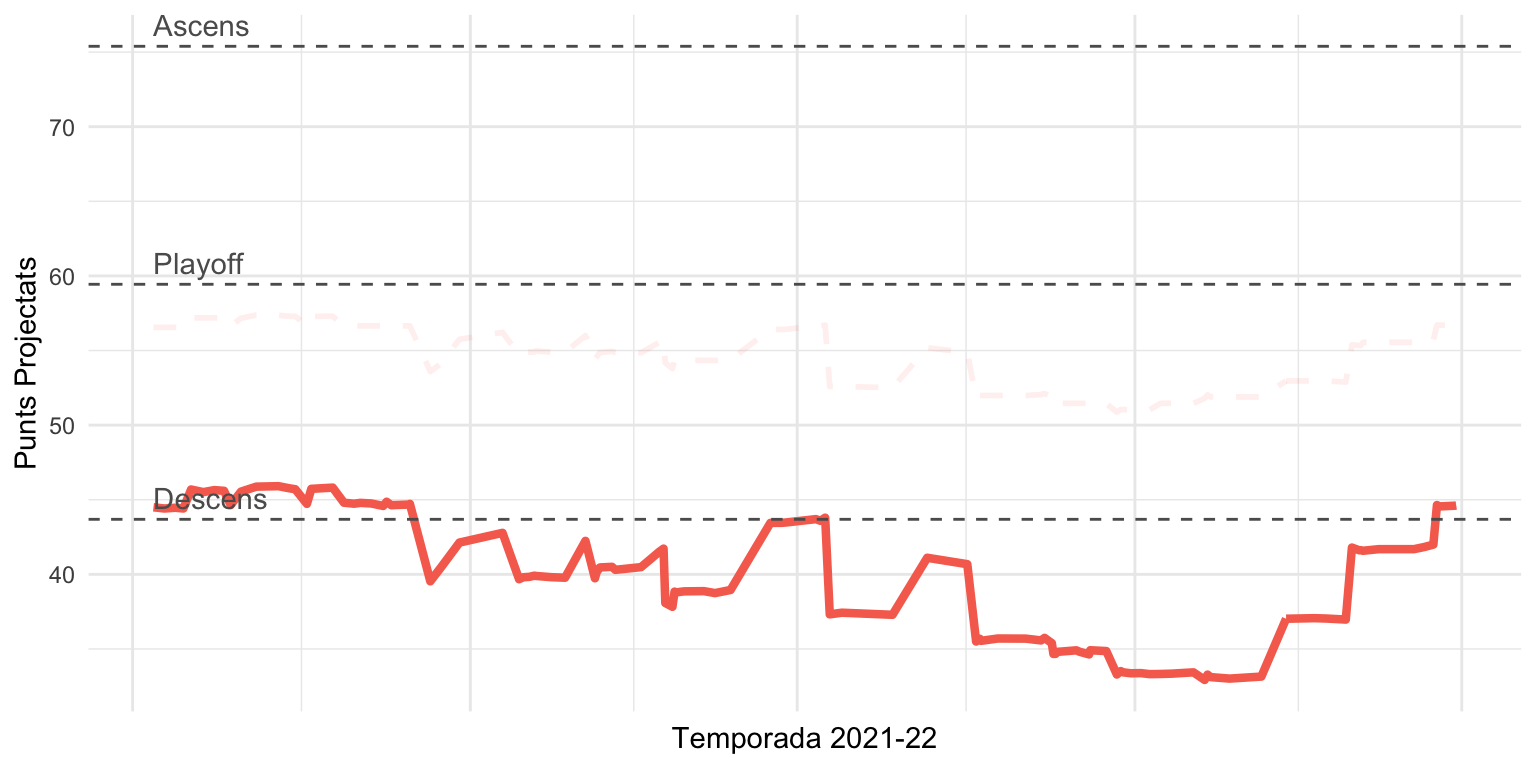 Ascens
70
Playoff
60
50
Descens
40
Punts Projectats
Temporada 2021-22